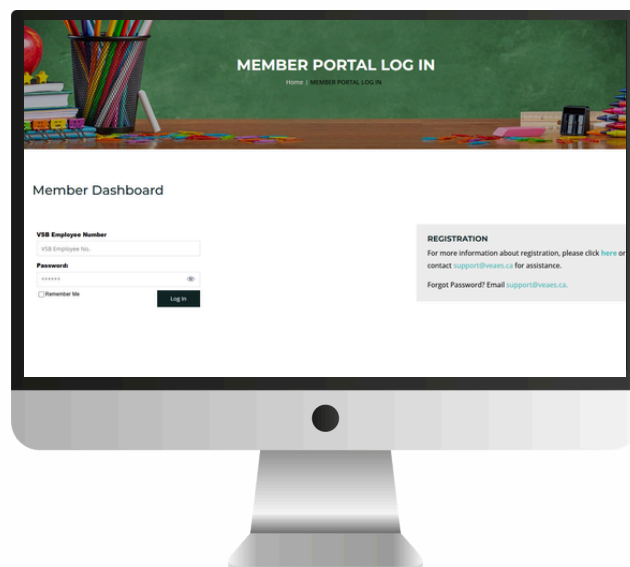 MEMBER PORTAL LOG IN
Home | MEMBER PORTAL LOG IN
Member Dashboard
VSB Employee Number
VSB Employee No.
Password:
******
Remember Me
Log In
REGISTRATION
For more information about registration, please click here or
contact support@veaes.ca for assistance.
Forgot Password? Email support@veaes.ca.